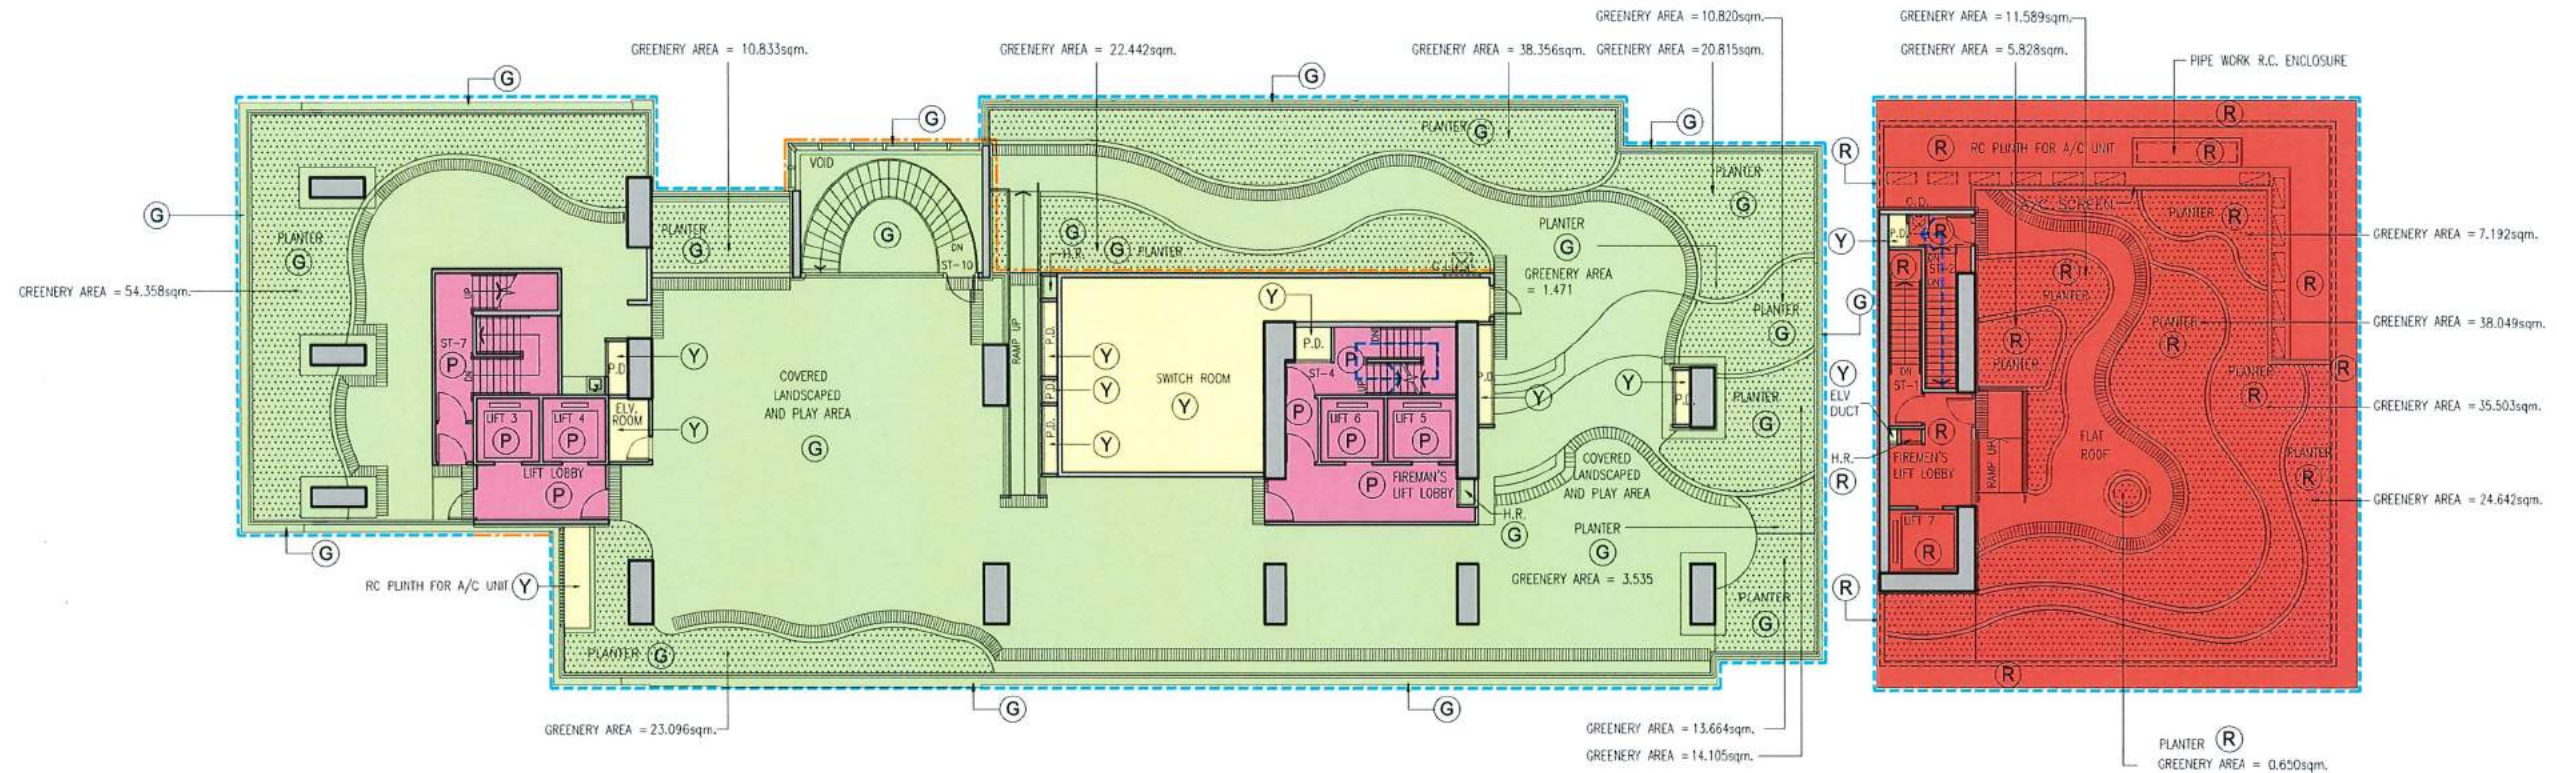 GREENERY AREA = 10.820sqm.
GREENERY AREA = 11.589sqm.
GREENERY AREA = 10.833sqm.
GREENERY AREA = 22.442sqm.
GREENERY AREA = 38.356sqm.
GREENERY AREA = 20.815sqm.
GREENERY AREA = 5.828sqm.
PIPE WORK R.C. ENCLOSURE
G
G
G
G
G
R
PLANTER G
R
R RC PLINTH FOR A/C UNIT R
VOID
PLANTER
G
C.D.
A/C SCREEN
PLANTER R
G
PLANTER
G
PLANTER
G
G
DN
ST-10
G
G PLANTER
H.R.
PLANTER
G
GREENERY AREA
= 1.471
Y
P.D.
R
GREENERY AREA = 7.192sqm.
R
ST-2
DN
R
PLANTER
R
GREENERY AREA = 54.358sqm.
UP
Y
PLANTER
G
G
RAMP UP
PLANTER
R
GREENERY AREA = 38.049sqm.
ST-7
P
DN
P.D.
Y
P.D.
Y
P.D.
Y
P.D.
Y
P.D.
DN
P
ST-4
UP
P.D.
R
PLANTER
R
Y
ELV
DUCT
DN
ST-1
PLANTER
R
SWITCH ROOM
Y
COVERED
LANDSCAPED
AND PLAY AREA
G
Y
P.D.
Y
PLANTER
G
GREENERY AREA = 35.503sqm.
LIFT 3
P
LIFT 4
P
ELV.
ROOM
Y
P
LIFT 6
P
LIFT 5
P
R
FLAT
ROOF
LIFT LOBBY
P
P FIREMAN'S
LIFT LOBBY
COVERED
LANDSCAPED
AND PLAY AREA
H.R.
R
FIREMEN'S
LIFT LOBBY
RAMP UP
PLANTER
R
GREENERY AREA = 24.642sqm.
H.R.
G
PLANTER
G
GREENERY AREA = 3.535
LIFT 7
R
G
RC PLINTH FOR A/C UNIT Y
R
PLANTER
G
PLANTER G
R
G
G
GREENERY AREA = 23.096sqm.
GREENERY AREA = 13.664sqm.
GREENERY AREA = 14.105sqm.
PLANTER R
GREENERY AREA = 0.650sqm.